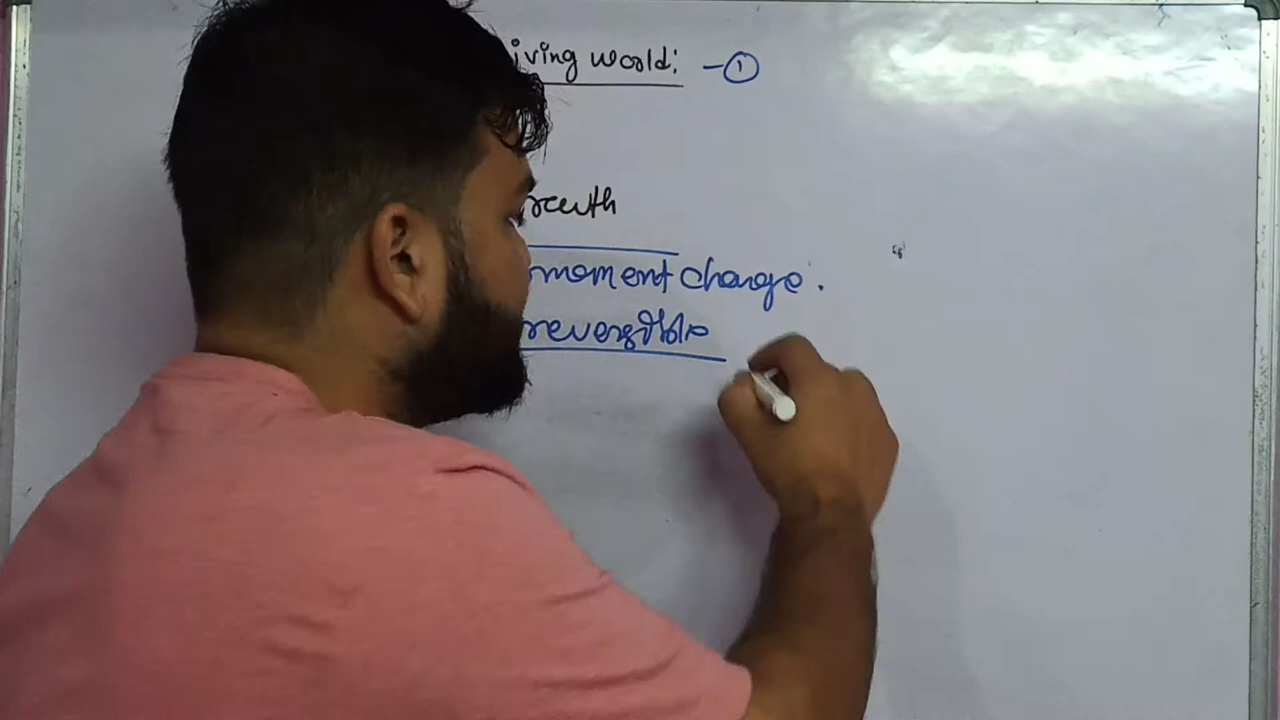 iving world: -①
rowth
moment change.
reversible